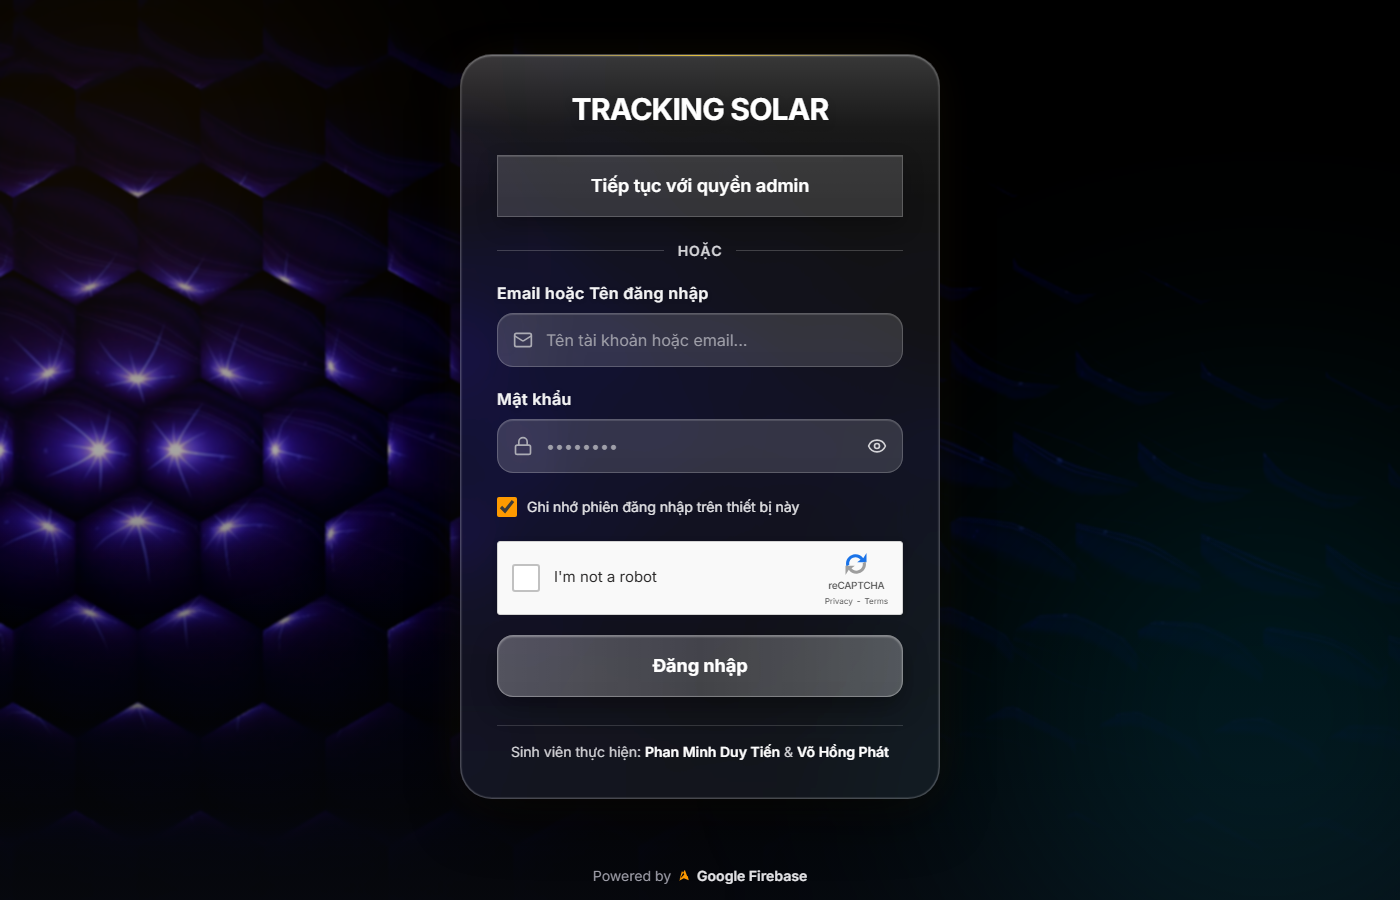 TRACKING SOLAR
Tiếp tục với quyền admin
HOẶC
Email hoặc Tên đăng nhập
Tên tài khoản hoặc email...
Mật khẩu
••••••••
Ghi nhớ phiên đăng nhập trên thiết bị này
I'm not a robot
reCAPTCHA
Privacy - Terms
Đăng nhập
Sinh viên thực hiện: Phan Minh Duy Tiến & Võ Hồng Phát
Powered by Google Firebase